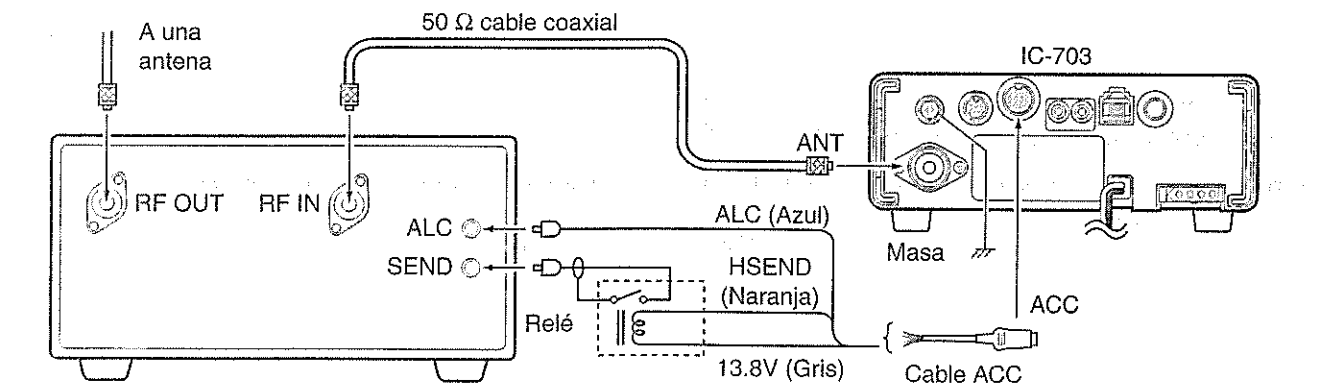 A una
antena
50 Ω cable coaxial
IC-703
ANT
RF OUT
RF IN
ALC
ALC (Azul)
SEND
HSEND
(Naranja)
Masa
Relé
ACC
13.8V (Gris)
Cable ACC